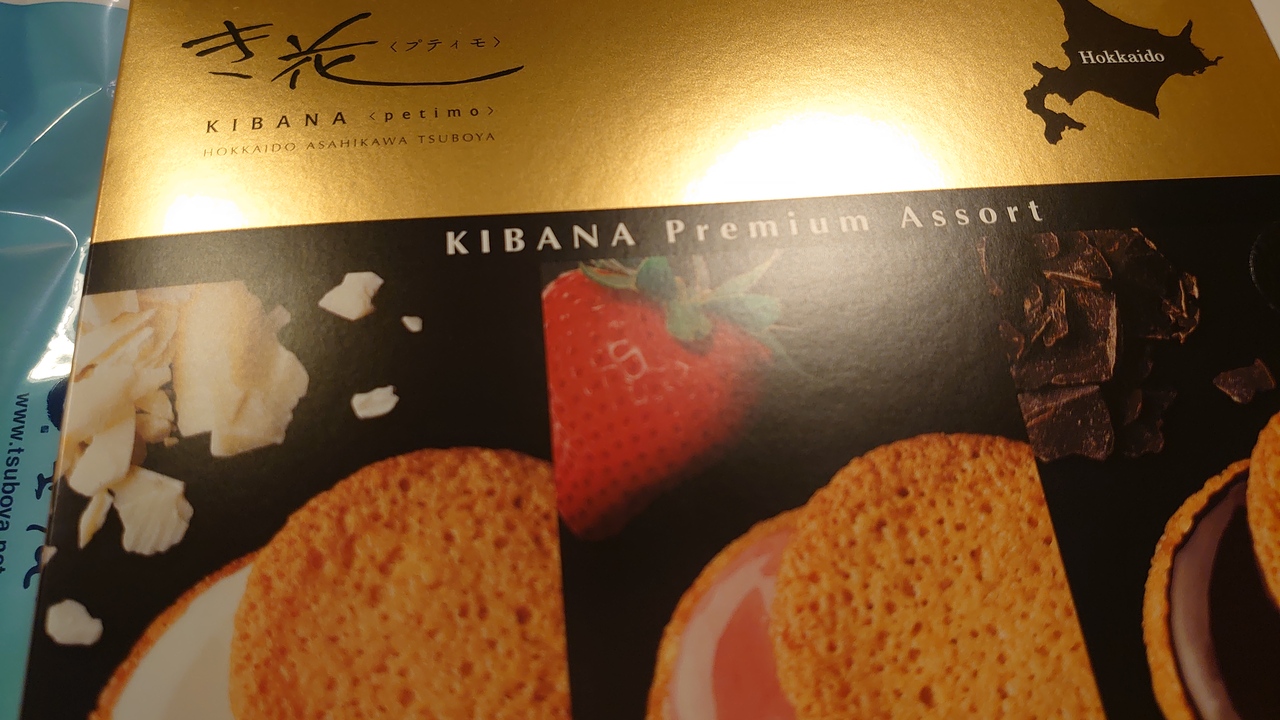 き花〈プティモ〉
KIBANA 〈petimo〉
HOKKAIDO ASAHIKAWA TSUBOYA
Hokkaido
KIBANA Premium Assort
www.tsuboya.net